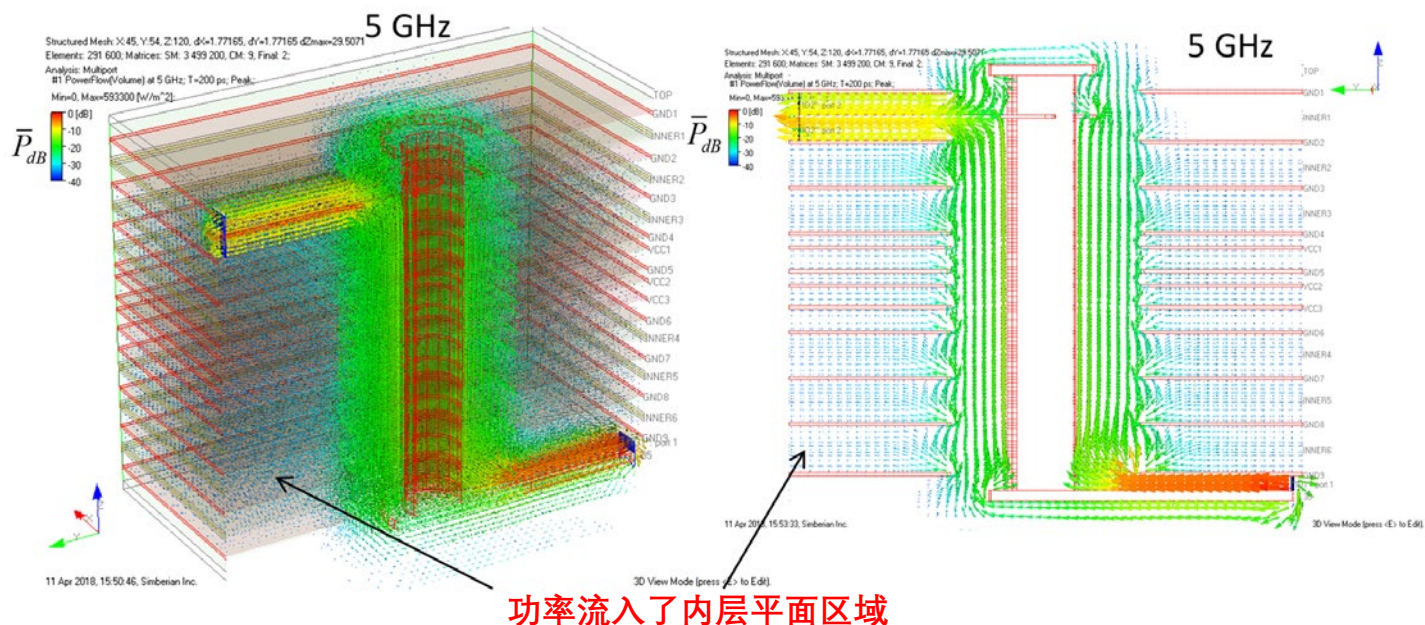 5 GHz
Structured Mesh: X:45, Y:54, Z:120, dX=1.77165, dY=1.77165 dZmax=29.5071
Elements: 291 600; Matrices: SM: 3 499 200, CM: 9, Final: 2;
Analysis: Multiport
#1 PowerFlow(Volume) at 5 GHz; T=200 ps; Peak;
Min=0, Max=593300 [W/m^2];
P dB
0 [dB]
-10
-20
-30
-40
TOP
GND1
INNER1
GND2
INNER2
GND3
INNER3
GND4
VCC1
GND5
VCC2
VCC3
GND6
INNER4
GND7
INNER5
GND8
INNER6
GND9
port 1
11 Apr 2018, 15:50:46, Simberian Inc.
3D View Mode (press <E> to Edit).
5 GHz
Structured Mesh: X:45, Y:54, Z:120, dX=1.77165, dY=1.77165 dZmax=29.5071
Elements: 291 600; Matrices: SM: 3 499 200, CM: 9, Final: 2;
Analysis: Multiport
#1 PowerFlow(Volume) at 5 GHz; T=200 ps; Peak;
Min=0, Max=593
P dB
0 [dB]
-10
-20
-30
-40
TOP
GND1
INNER1
GND2
INNER2
GND3
INNER3
GND4
VCC1
GND5
VCC2
VCC3
GND6
INNER4
GND7
INNER5
GND8
INNER6
GND9
port 1
11 Apr 2018, 15:53:33, Simberian Inc.
3D View Mode (press <E> to Edit).
功率流入了内层平面区域